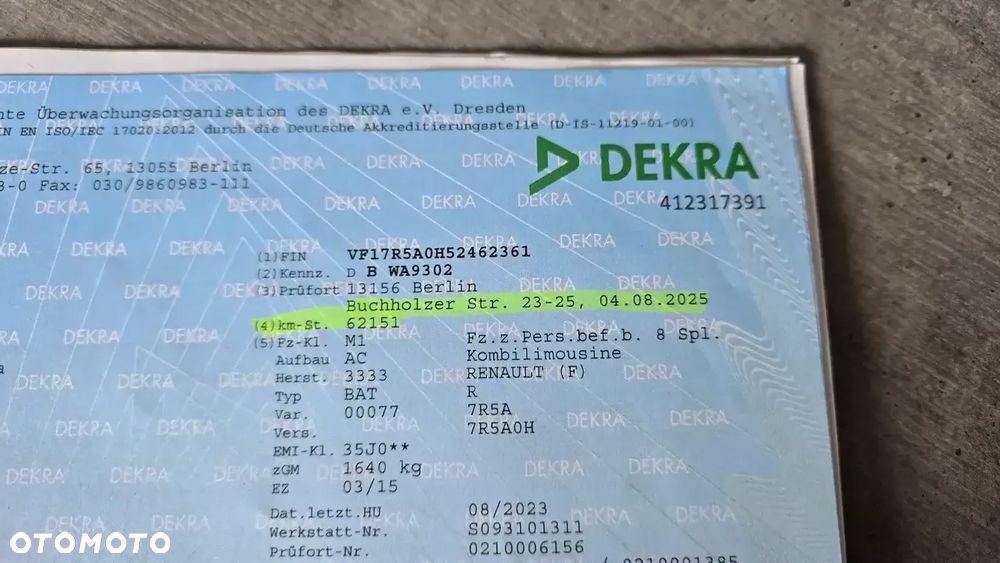 nte Überwachungsorganisation des DEKRA e.V. Dresden
IN EN ISO/IEC 17020:2012 durch die Deutsche Akkreditierungsstelle (D-IS-11219-01-00)
ze-Str. 65, 13055 Berlin
3-0 Fax: 030/9860983-111
DEKRA
412317391
(1)FIN VF17R5A0H52462361
(2)Kennz. D B WA9302
(3)Prüfort 13156 Berlin
Buchholzer Str. 23-25, 04.08.2025
(4)km-St. 62151
(5)Fz-Kl. M1 Fz.z.Pers.bef.b. 8 Spl.
Aufbau AC Kombilimousine
Herst. 3333 RENAULT (F)
Typ BAT R
Var. 00077 7R5A
Vers. 7R5A0H
EMI-Kl. 35J0**
zGM 1640 kg
EZ 03/15
Dat.letzt.HU 08/2023
Werkstatt-Nr. S093101311
Prüfort-Nr. 0210006156
/ 0210001385
OTOMOTO